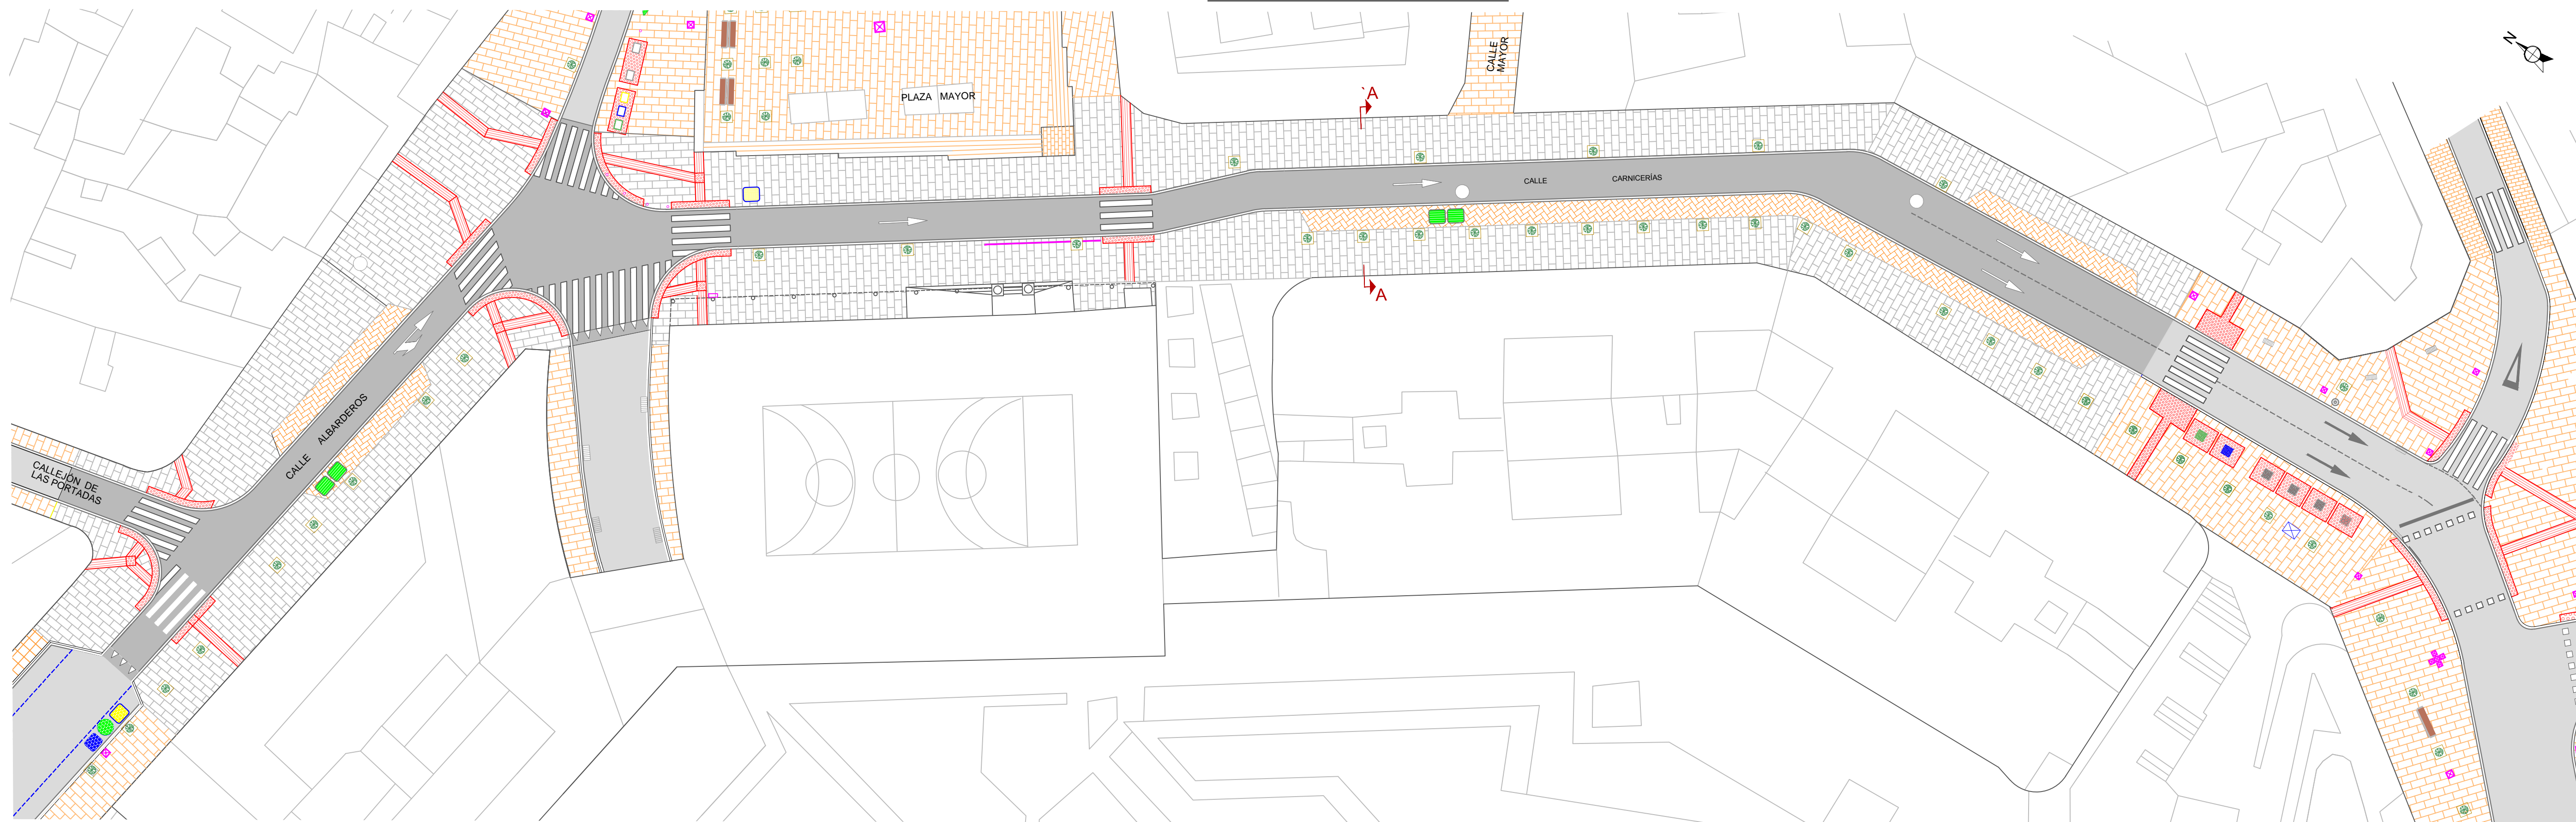 N
CALLE
MAYOR
A
PLAZA MAYOR
CALLE CARNICERÍAS
A
CALLE ALBARDEROS
CALLEJÓN DE
LAS PORTADAS